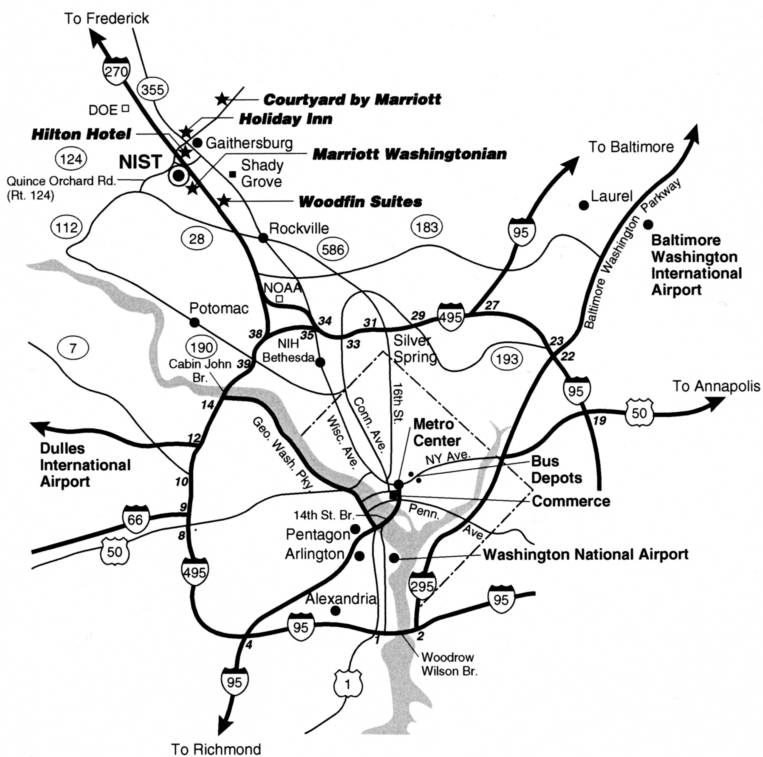 To Frederick
270
355
DOE
Courtyard by Marriott
Holiday Inn
Hilton Hotel
Gaithersburg
124
NIST
Marriott Washingtonian
Shady
Grove
Quince Orchard Rd.
(Rt. 124)
Woodfin Suites
To Baltimore
Laurel
Baltimore Washington Parkway
112
28
Rockville
586
183
95
Baltimore
Washington
International
Airport
NOAA
Potomac
38
34
35
31
33
29
495
27
Silver
Spring
23
22
7
190
NIH
Bethesda
39
193
Cabin John
Br.
14
95
To Annapolis
50
19
Geo. Wash. Pky.
Wisc. Ave.
Conn. Ave.
16th St.
Metro
Center
NY Ave.
Bus
Depots
Commerce
12
Dulles
International
Airport
10
9
8
66
50
14th St. Br.
Penn.
Ave.
Pentagon
Arlington
Washington National Airport
495
295
Alexandria
95
95
4
1
2
95
1
Woodrow
Wilson Br.
To Richmond